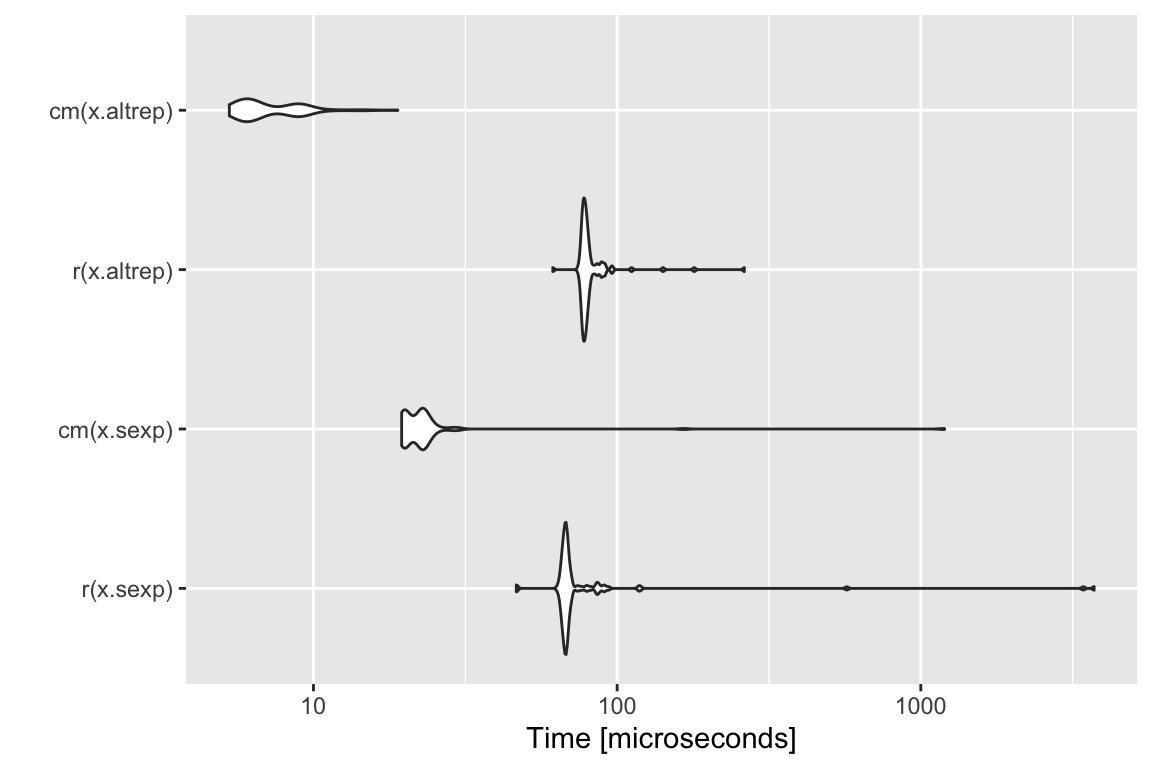 cm(x.altrep)
r(x.altrep)
cm(x.sexp)
r(x.sexp)
10 100 1000
Time [microseconds]